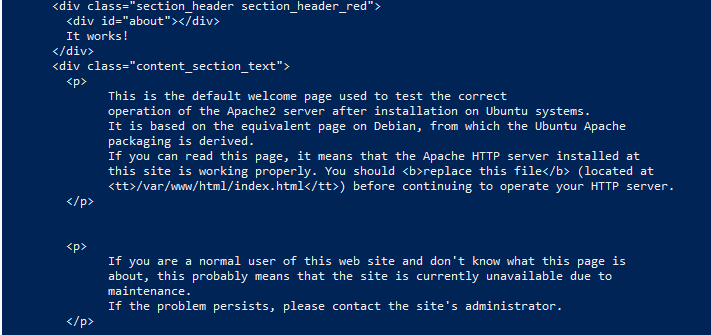 <div class="section_header section_header_red">
<div id="about"></div>
It works!
</div>
<div class="content_section_text">
<p>
This is the default welcome page used to test the correct
operation of the Apache2 server after installation on Ubuntu systems.
It is based on the equivalent page on Debian, from which the Ubuntu Apache
packaging is derived.
If you can read this page, it means that the Apache HTTP server installed at
this site is working properly. You should <b>replace this file</b> (located at
<tt>/var/www/html/index.html</tt>) before continuing to operate your HTTP server.
</p>
<p>
If you are a normal user of this web site and don't know what this page is
about, this probably means that the site is currently unavailable due to
maintenance.
If the problem persists, please contact the site's administrator.
</p>